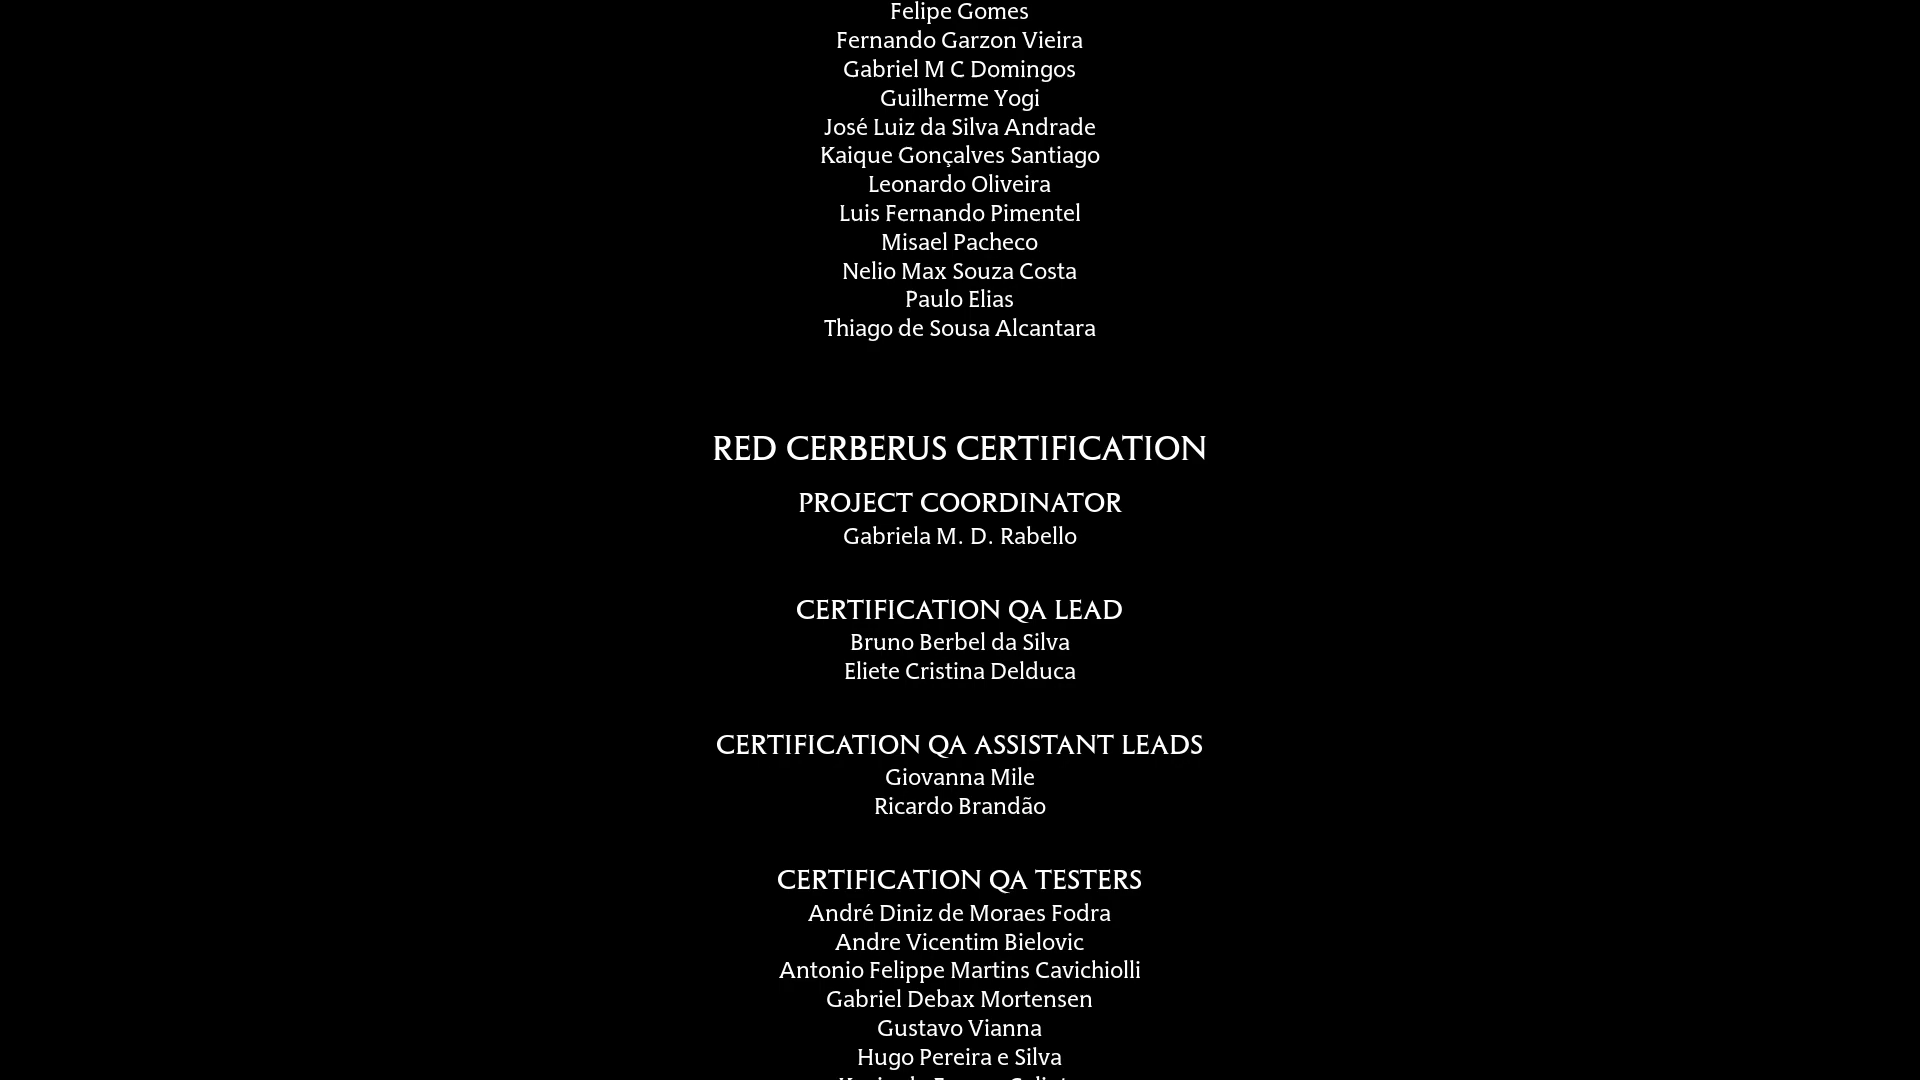 Felipe Gomes
Fernando Garzon Vieira
Gabriel M C Domingos
Guilherme Yogi
José Luiz da Silva Andrade
Kaique Gonçalves Santiago
Leonardo Oliveira
Luis Fernando Pimentel
Misael Pacheco
Nelio Max Souza Costa
Paulo Elias
Thiago de Sousa Alcantara
RED CERBERUS CERTIFICATION
PROJECT COORDINATOR
Gabriela M. D. Rabello
CERTIFICATION QA LEAD
Bruno Berbel da Silva
Eliete Cristina Delduca
CERTIFICATION QA ASSISTANT LEADS
Giovanna Mile
Ricardo Brandão
CERTIFICATION QA TESTERS
André Diniz de Moraes Fodra
Andre Vicentim Bielovic
Antonio Felippe Martins Cavichiolli
Gabriel Debax Mortensen
Gustavo Vianna
Hugo Pereira e Silva